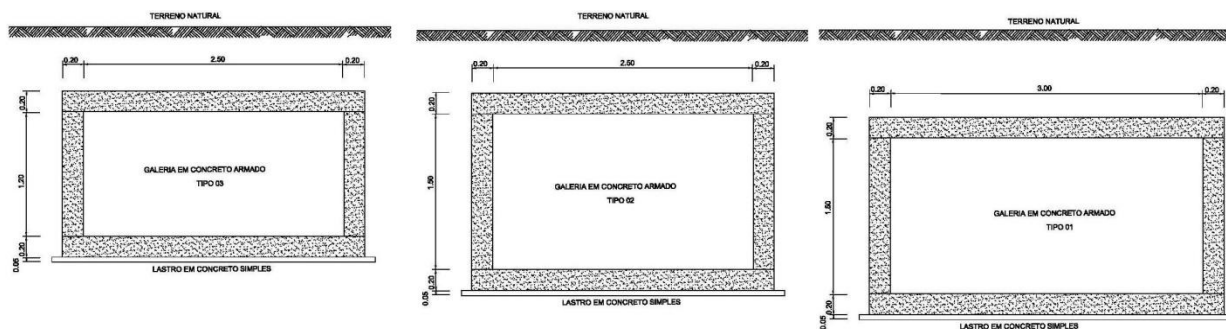 TERRENO NATURAL
0.20
2.50
0.20
0.20
1.20
0.20
0.05
GALERIA EM CONCRETO ARMADO
TIPO 03
LASTRO EM CONCRETO SIMPLES
TERRENO NATURAL
0.20
2.50
0.20
0.20
1.50
0.20
0.05
GALERIA EM CONCRETO ARMADO
TIPO 02
LASTRO EM CONCRETO SIMPLES
TERRENO NATURAL
0.20
3.00
0.20
0.20
1.50
0.20
0.05
GALERIA EM CONCRETO ARMADO
TIPO 01
LASTRO EM CONCRETO SIMPLES